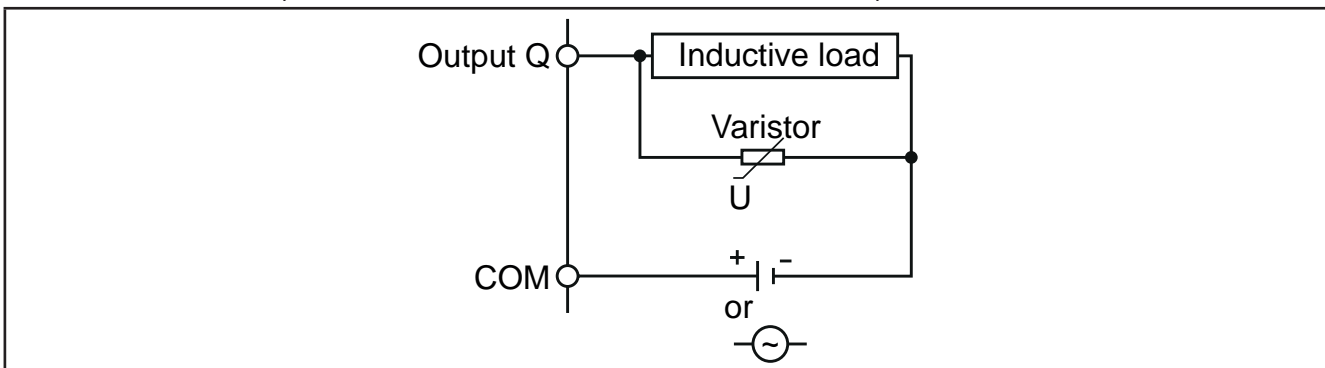 Output Q
Inductive load
Varistor
U
COM
+ -
or
~